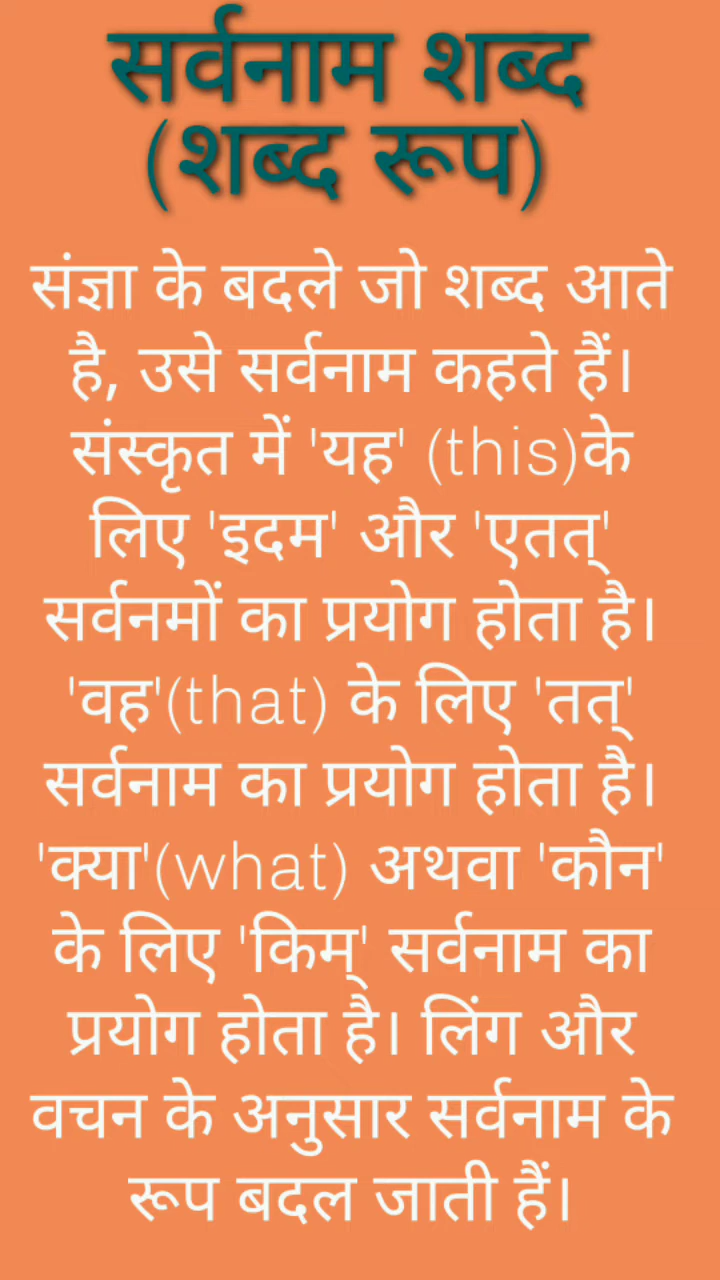 सर्वनाम शब्द
(शब्द रूप)
संज्ञा के बदले जो शब्द आते
है, उसे सर्वनाम कहते हैं।
संस्कृत में 'यह' (this)के
लिए 'इदम' और 'एतत्'
सर्वनमों का प्रयोग होता है।
'वह'(that) के लिए 'तत्'
सर्वनाम का प्रयोग होता है।
'क्या'(what) अथवा 'कौन'
के लिए 'किम्' सर्वनाम का
प्रयोग होता है। लिंग और
वचन के अनुसार सर्वनाम के
रूप बदल जाती हैं।